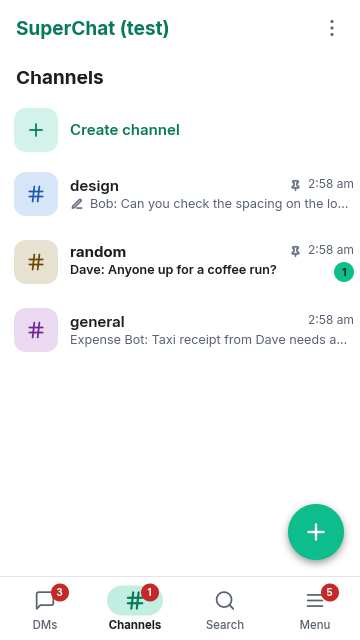 SuperChat (test)
Channels
Create channel
design 2:58 am
Bob: Can you check the spacing on the lo...
random 2:58 am
Dave: Anyone up for a coffee run? 1
general 2:58 am
Expense Bot: Taxi receipt from Dave needs a...
3 1 5
DMs Channels Search Menu